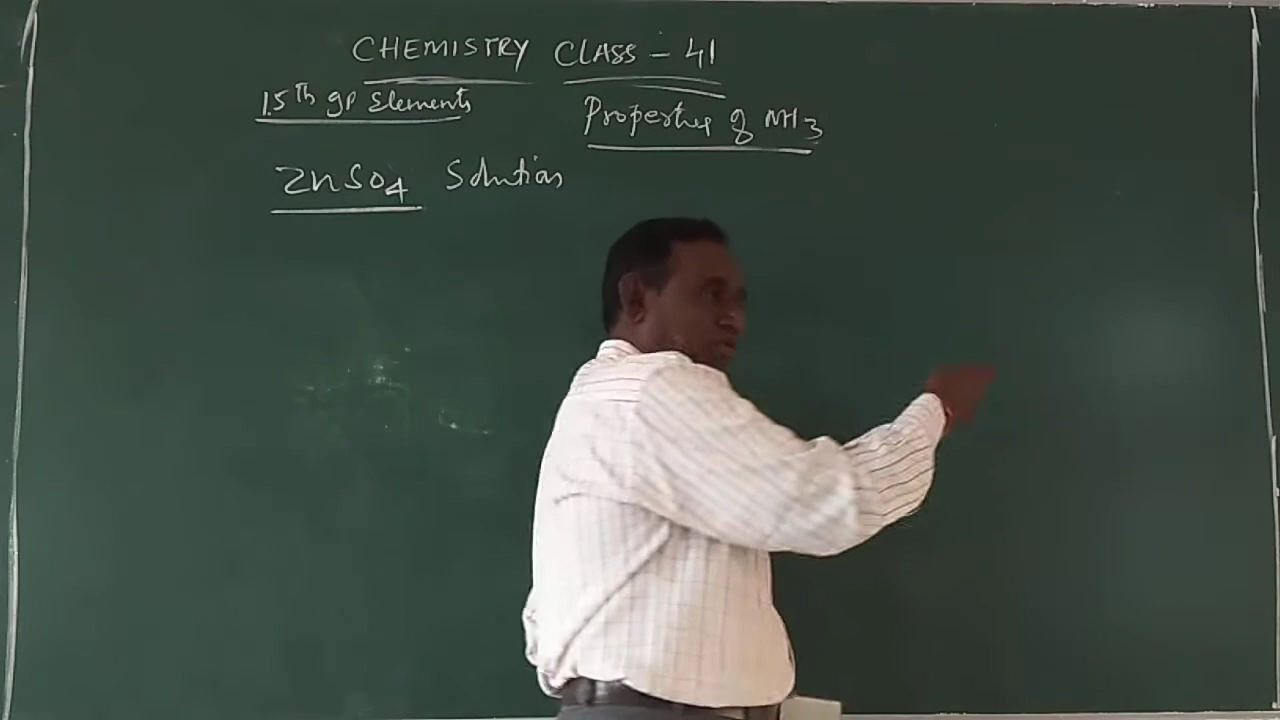 CHEMISTRY CLASS - 41
15th gp Elements
Properties of NH3
ZnSO4 Solution